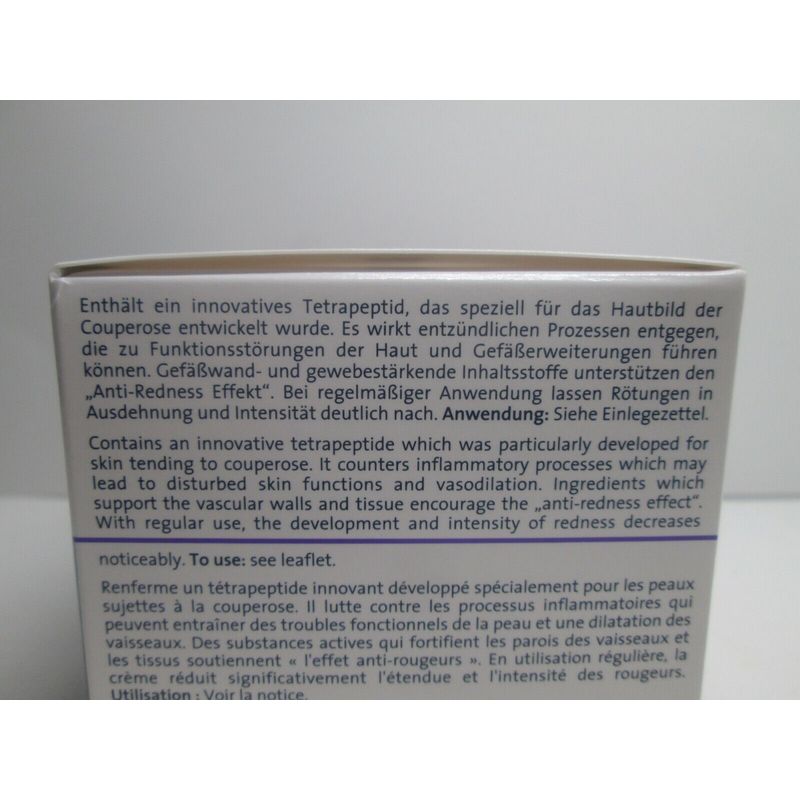 Enthält ein innovatives Tetrapeptid, das speziell für das Hautbild der
Couperose entwickelt wurde. Es wirkt entzündlichen Prozessen entgegen,
die zu Funktionsstörungen der Haut und Gefäßerweiterungen führen
können. Gefäßwand- und gewebestärkende Inhaltsstoffe unterstützen den
„Anti-Redness Effekt“. Bei regelmäßiger Anwendung lassen Rötungen in
Ausdehnung und Intensität deutlich nach. Anwendung: Siehe Einlegezettel.
Contains an innovative tetrapeptide which was particularly developed for
skin tending to couperose. It counters inflammatory processes which may
lead to disturbed skin functions and vasodilation. Ingredients which
support the vascular walls and tissue encourage the „anti-redness effect“.
With regular use, the development and intensity of redness decreases
noticeably. To use: see leaflet.
Renferme un tétrapeptide innovant développé spécialement pour les peaux
sujettes à la couperose. Il lutte contre les processus inflammatoires qui
peuvent entraîner des troubles fonctionnels de la peau et une dilatation des
vaisseaux. Des substances actives qui fortifient les parois des vaisseaux et
les tissus soutiennent « l'effet anti-rougeurs ». En utilisation régulière, la
crème réduit significativement l'étendue et l'intensité des rougeurs.
Utilisation : Voir la notice.